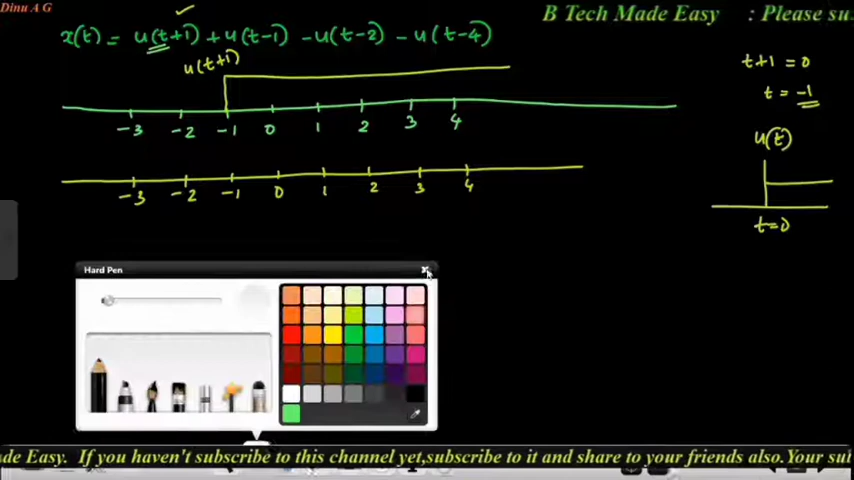 Dinu A G
B Tech Made Easy : Please su
x(t) = u(t+1) + u(t-1) - u(t-2) - u(t-4)
u(t+1)
t+1 = 0
t = -1
-3 -2 -1 0 1 2 3 4
u(t)
-3 -2 -1 0 1 2 3 4
t=0
Hard Pen
de Easy. If you haven't subscribe to this channel yet,subscribe to it and share to your friends also.Your su